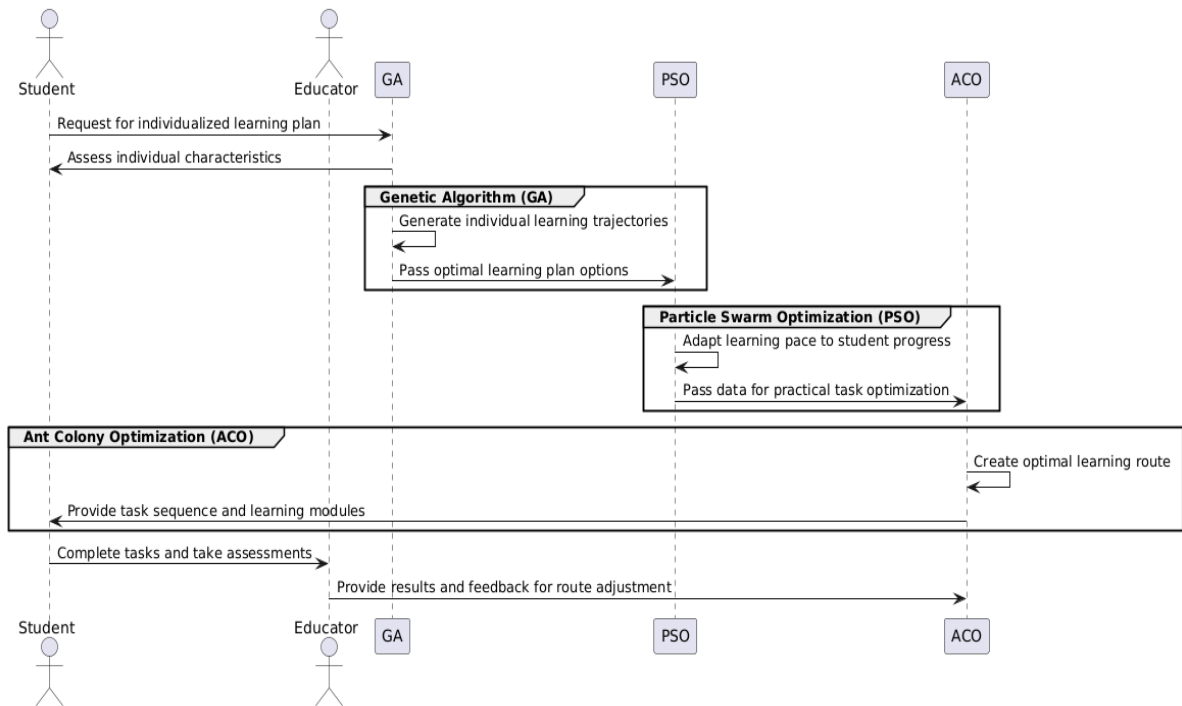 Student
Educator
GA
PSO
ACO
Request for individualized learning plan
Assess individual characteristics
Genetic Algorithm (GA)
Generate individual learning trajectories
Pass optimal learning plan options
Particle Swarm Optimization (PSO)
Adapt learning pace to student progress
Pass data for practical task optimization
Ant Colony Optimization (ACO)
Create optimal learning route
Provide task sequence and learning modules
Complete tasks and take assessments
Provide results and feedback for route adjustment
Student
Educator
GA
PSO
ACO